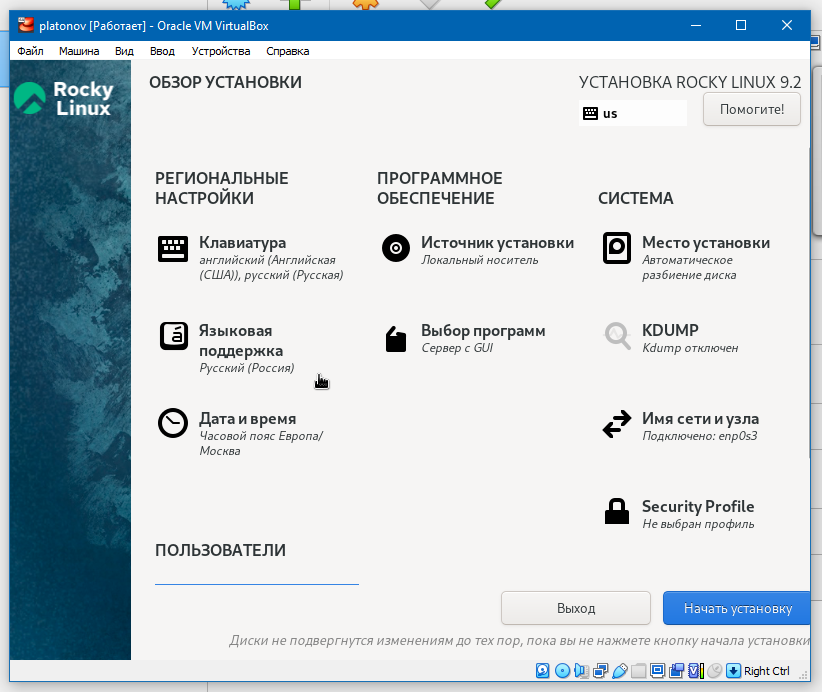 platonov [Работает] - Oracle VM VirtualBox
Файл Машина Вид Ввод Устройства Справка
Rocky
Linux
ОБЗОР УСТАНОВКИ
УСТАНОВКА ROCKY LINUX 9.2
us
Помогите!
РЕГИОНАЛЬНЫЕ
НАСТРОЙКИ
Клавиатура
английский (Английская
(США)), русский (Русская)
Языковая
поддержка
Русский (Россия)
Дата и время
Часовой пояс Европа/
Москва
ПРОГРАММНОЕ
ОБЕСПЕЧЕНИЕ
Источник установки
Локальный носитель
Выбор программ
Сервер с GUI
СИСТЕМА
Место установки
Автоматическое
разбиение диска
KDUMP
Kdump отключен
Имя сети и узла
Подключено: enp0s3
Security Profile
Не выбран профиль
ПОЛЬЗОВАТЕЛИ
Выход
Начать установку
Диски не подвергнутся изменениям до тех пор, пока вы не нажмете кнопку начала установки
Right Ctrl